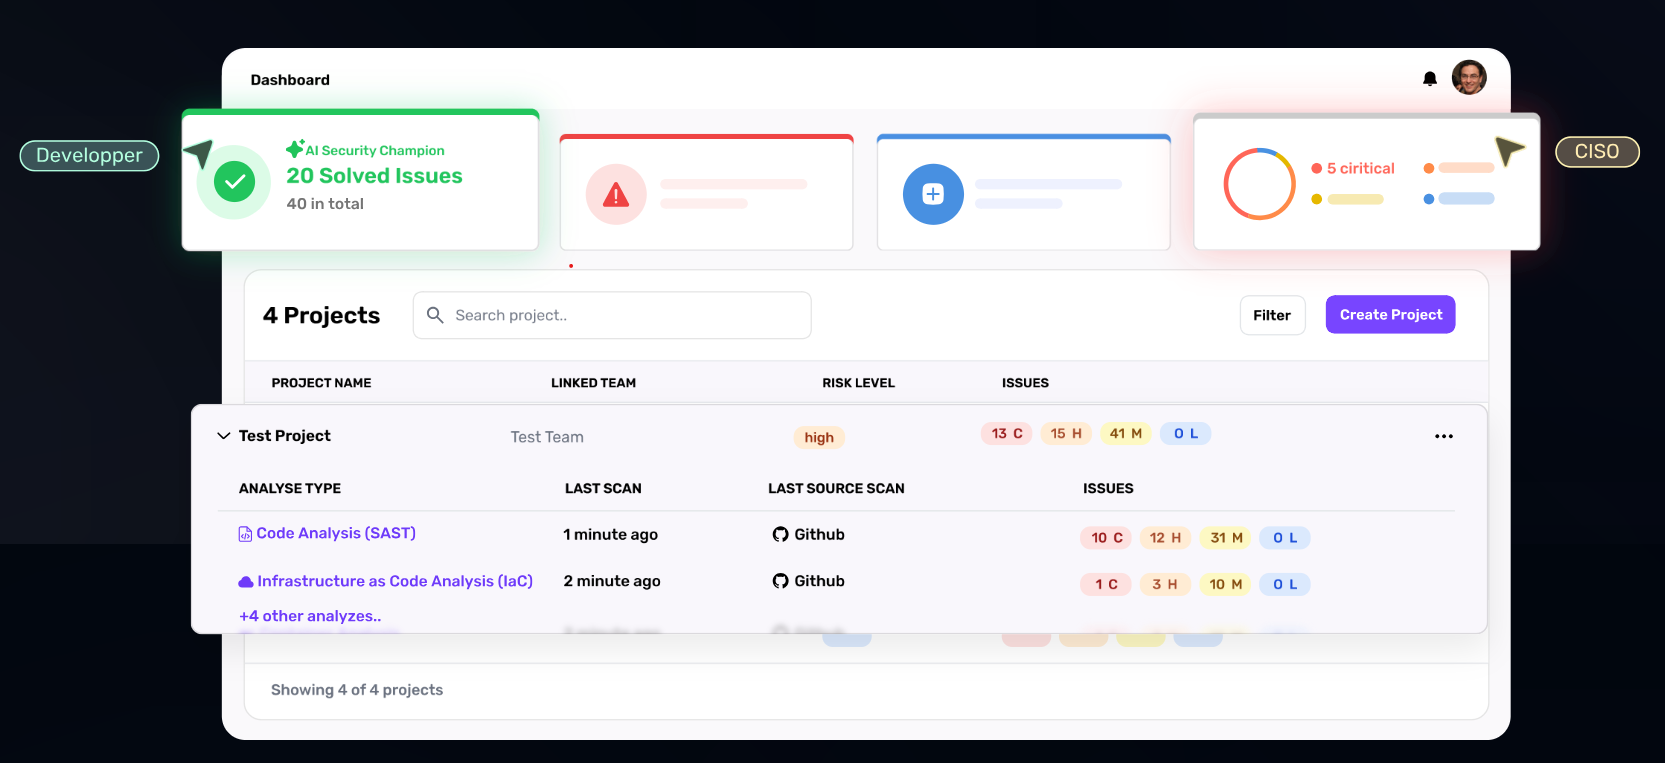 Dashboard
Developper
AI Security Champion
20 Solved Issues
40 in total
5 ciritical
CISO
4 Projects
Search project..
Filter
Create Project
PROJECT NAME LINKED TEAM RISK LEVEL ISSUES
Test Project Test Team high 13 C 15 H 41 M 0 L
ANALYSE TYPE LAST SCAN LAST SOURCE SCAN ISSUES
Code Analysis (SAST) 1 minute ago Github 10 C 12 H 31 M 0 L
Infrastructure as Code Analysis (IaC) 2 minute ago Github 1 C 3 H 10 M 0 L
+4 other analyzes..
Showing 4 of 4 projects